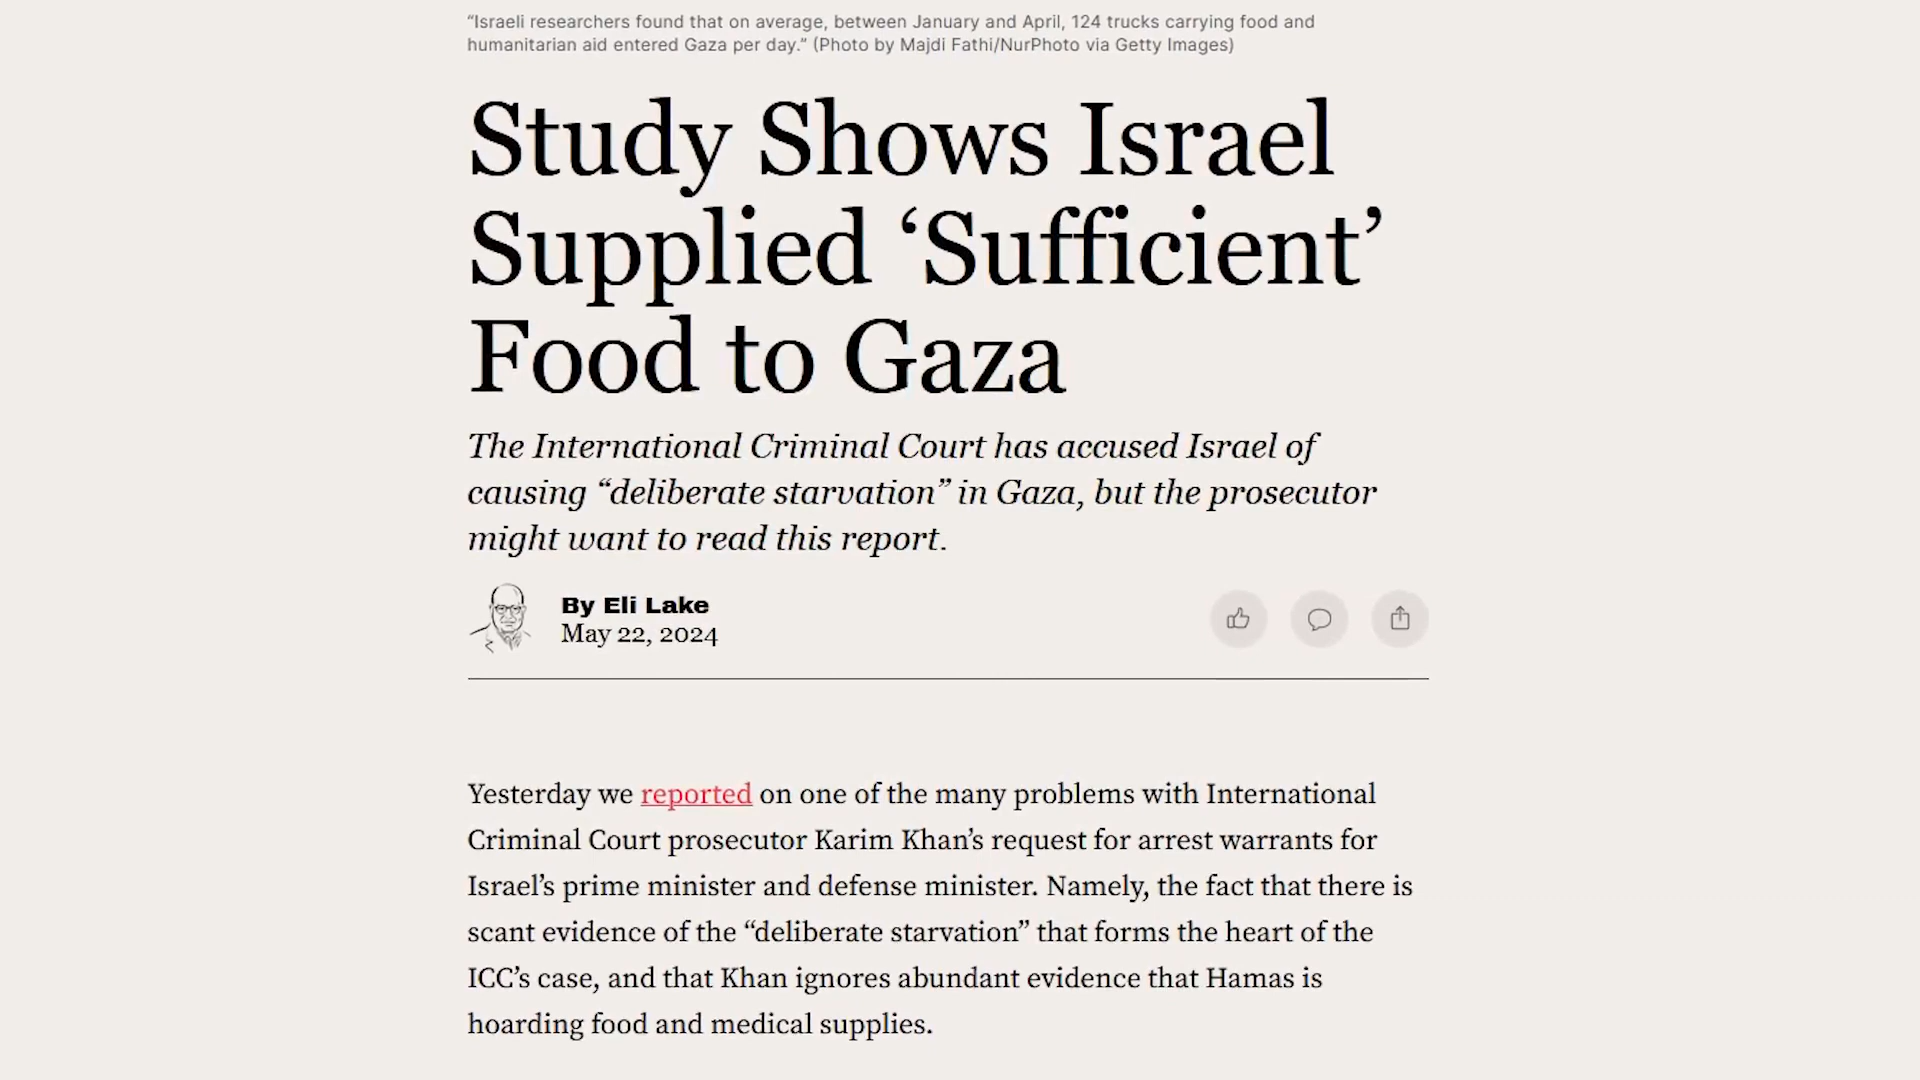 “Israeli researchers found that on average, between January and April, 124 trucks carrying food and
humanitarian aid entered Gaza per day.” (Photo by Majdi Fathi/NurPhoto via Getty Images)
Study Shows Israel
Supplied ‘Sufficient’
Food to Gaza
The International Criminal Court has accused Israel of
causing “deliberate starvation” in Gaza, but the prosecutor
might want to read this report.
By Eli Lake
May 22, 2024
Yesterday we reported on one of the many problems with International
Criminal Court prosecutor Karim Khan’s request for arrest warrants for
Israel’s prime minister and defense minister. Namely, the fact that there is
scant evidence of the “deliberate starvation” that forms the heart of the
ICC’s case, and that Khan ignores abundant evidence that Hamas is
hoarding food and medical supplies.